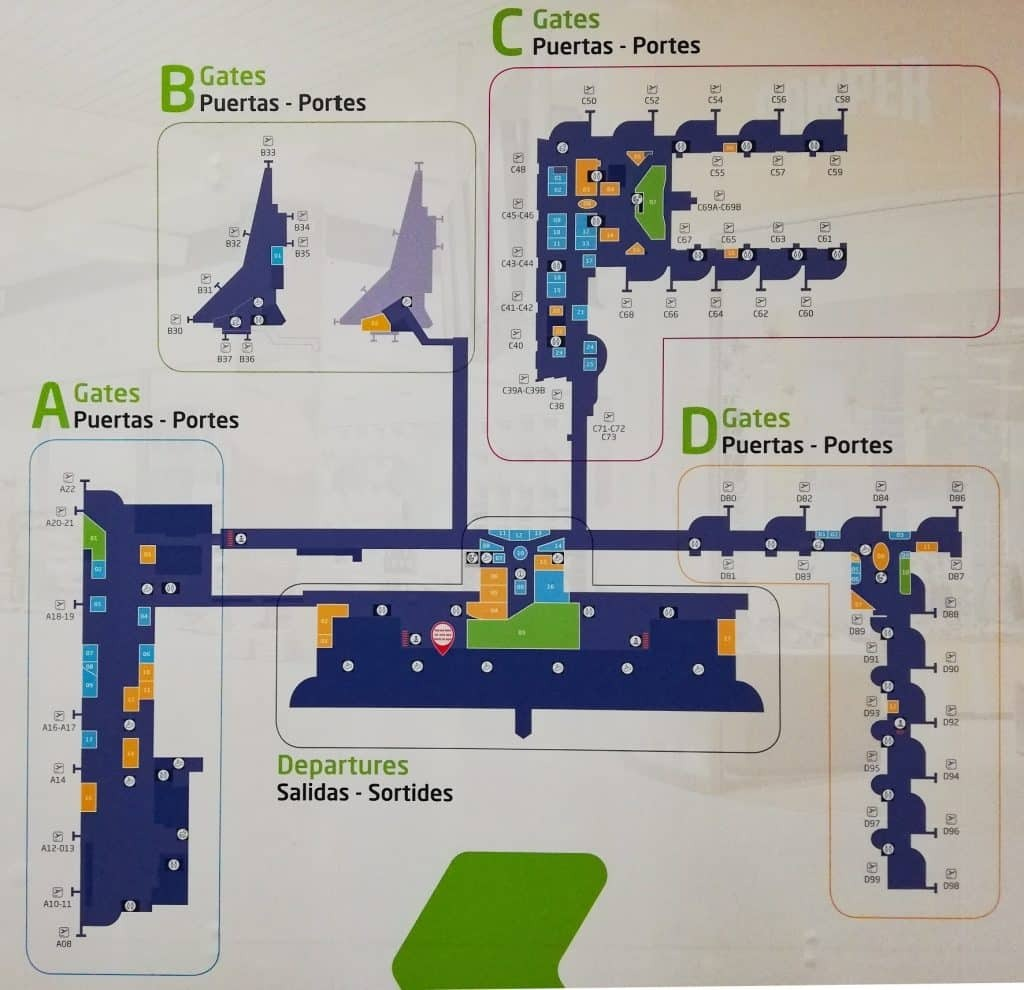 C Gates
Puertas - Portes
C50
C52
C54
C56
C58
C48
C55
C57
C59
C45-C46
C69A-C69B
C43-C44
C67
C65
C63
C61
C41-C42
C68
C66
C64
C62
C60
C40
C39A-C39B
C38
C71-C72
C73
B Gates
Puertas - Portes
B33
B34
B32
B35
B31
B30
B37
B36
A Gates
Puertas - Portes
A22
A20-21
A18-19
A16-A17
A14
A12-013
A10-11
A08
D Gates
Puertas - Portes
D80
D82
D84
D86
D81
D83
D87
D88
D89
D91
D90
D93
D92
D95
D94
D97
D96
D99
D98
Departures
Salidas - Sortides